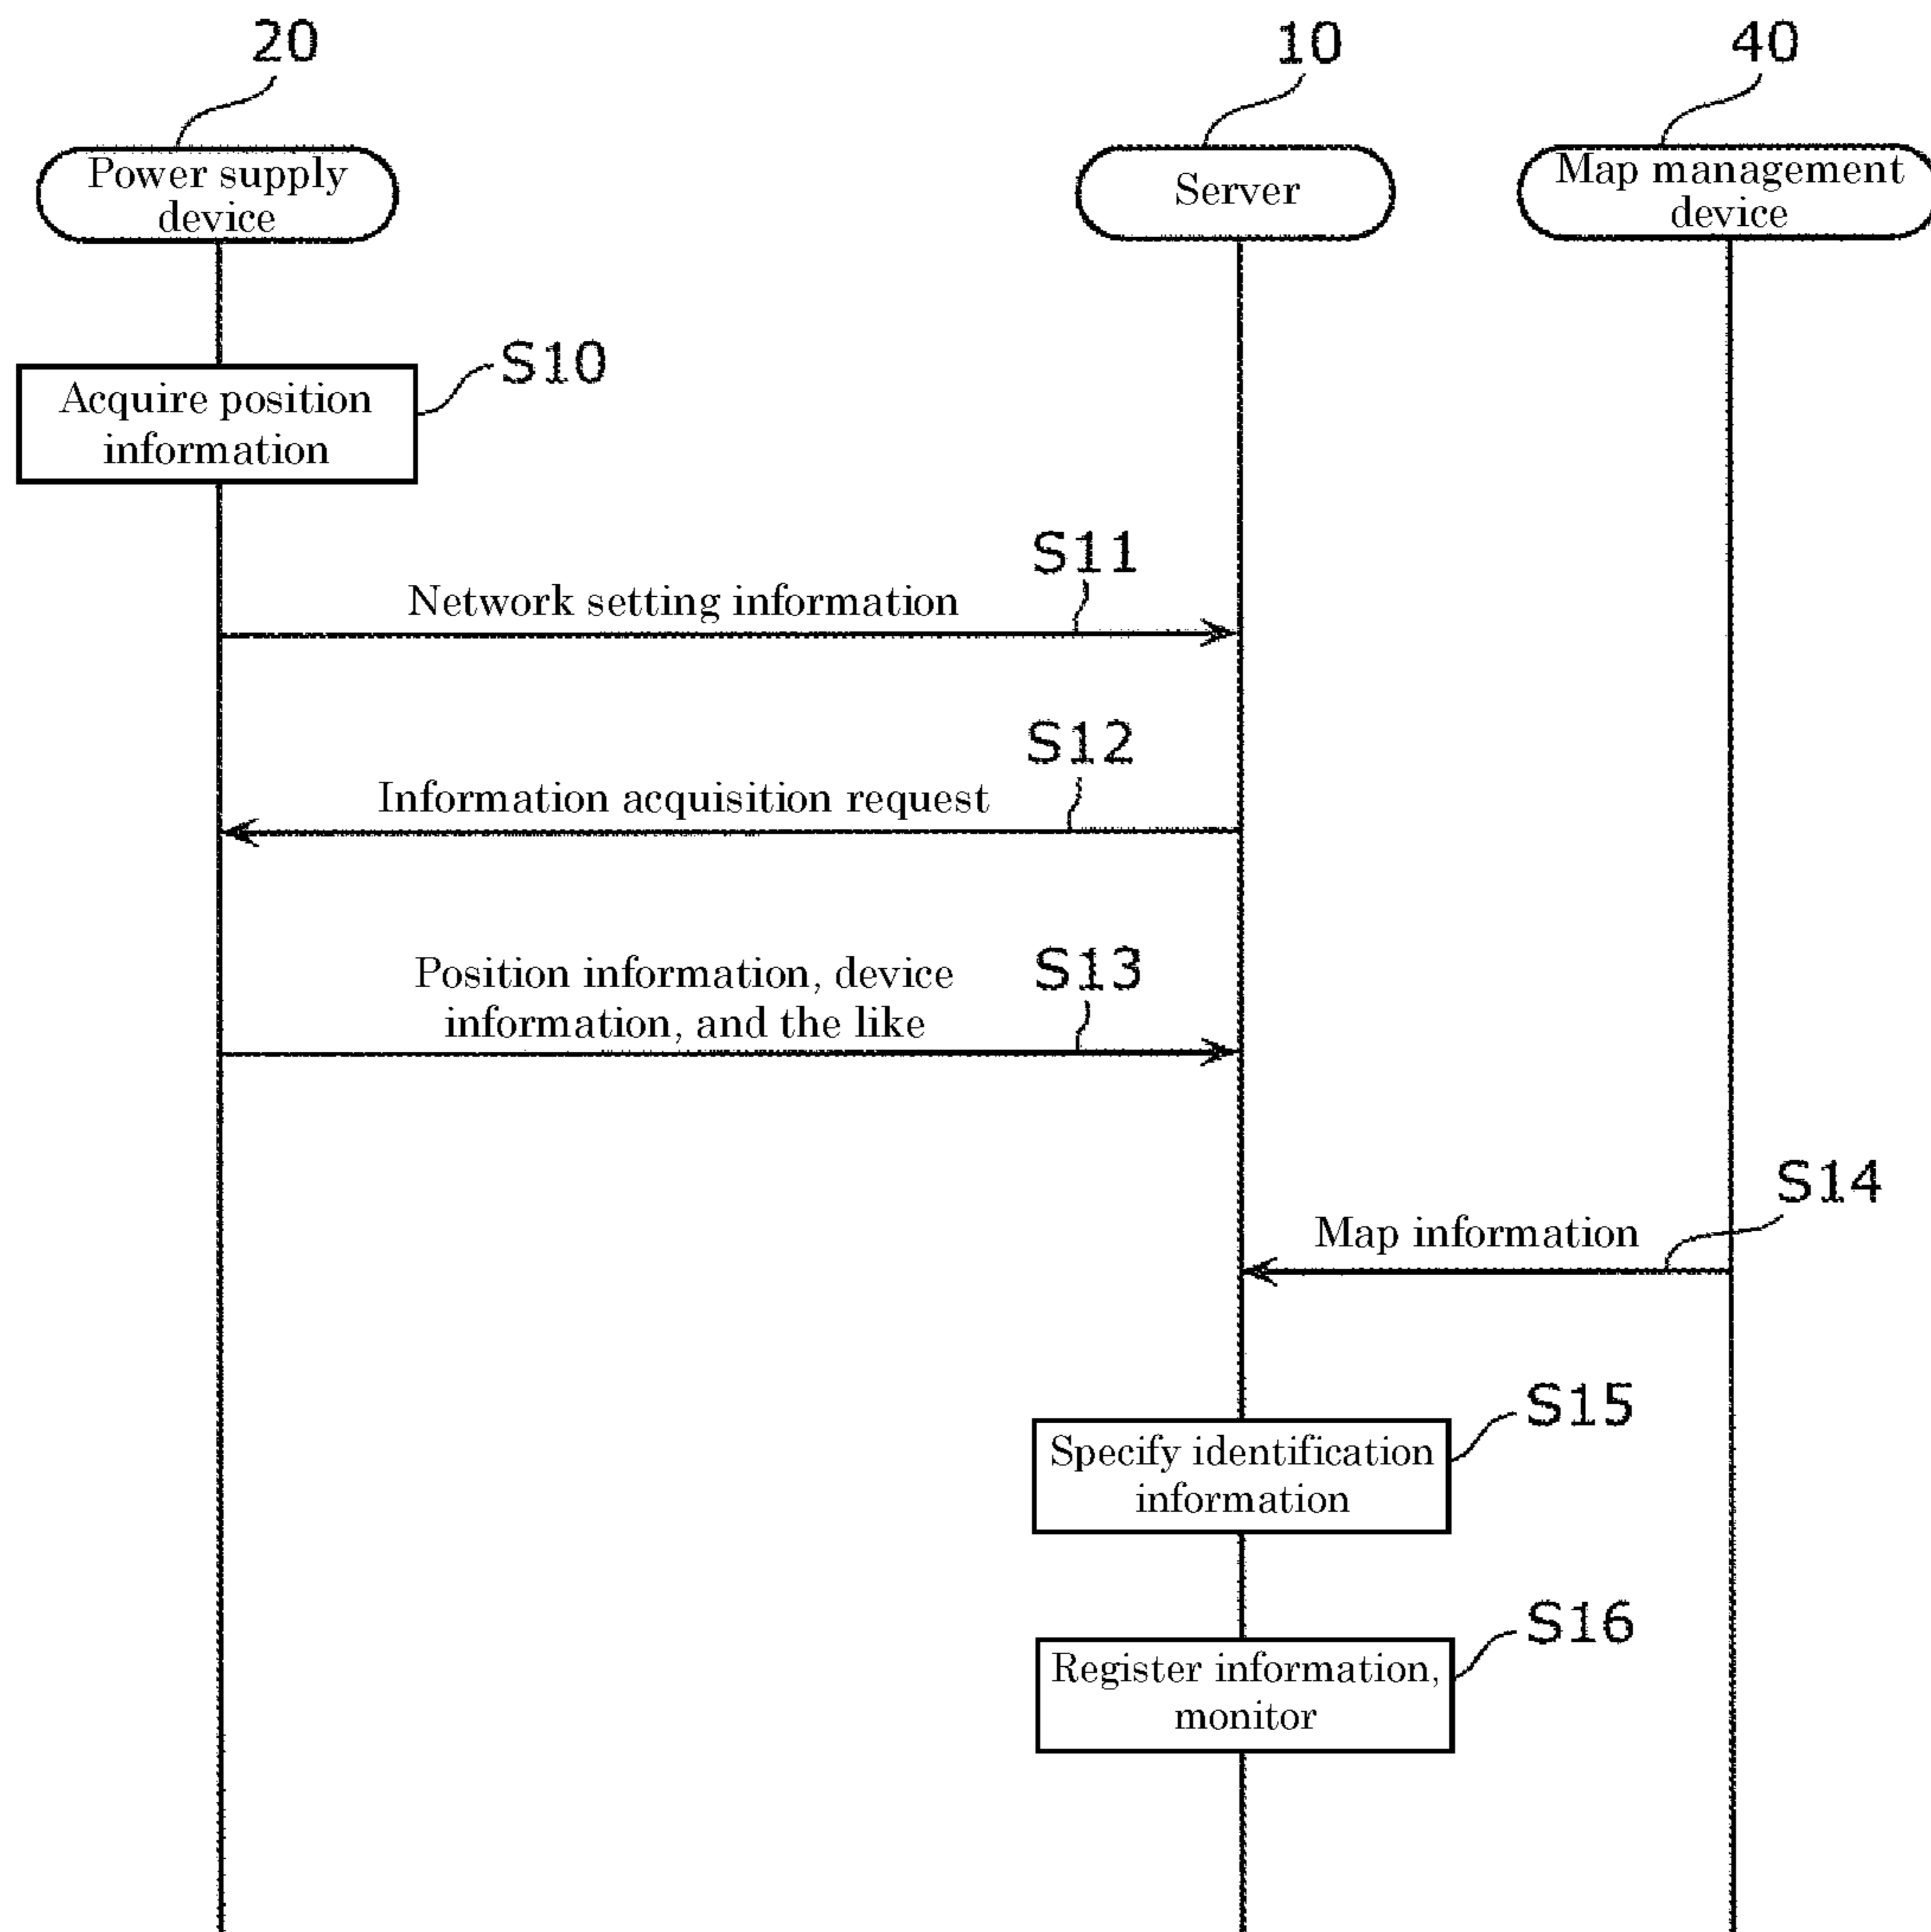 20
10
40
Power supply
device
Server
Map management
device
S10
Acquire position
information
S11
Network setting information
S12
Information acquisition request
S13
Position information, device
information, and the like
S14
Map information
S15
Specify identification
information
S16
Register information,
monitor